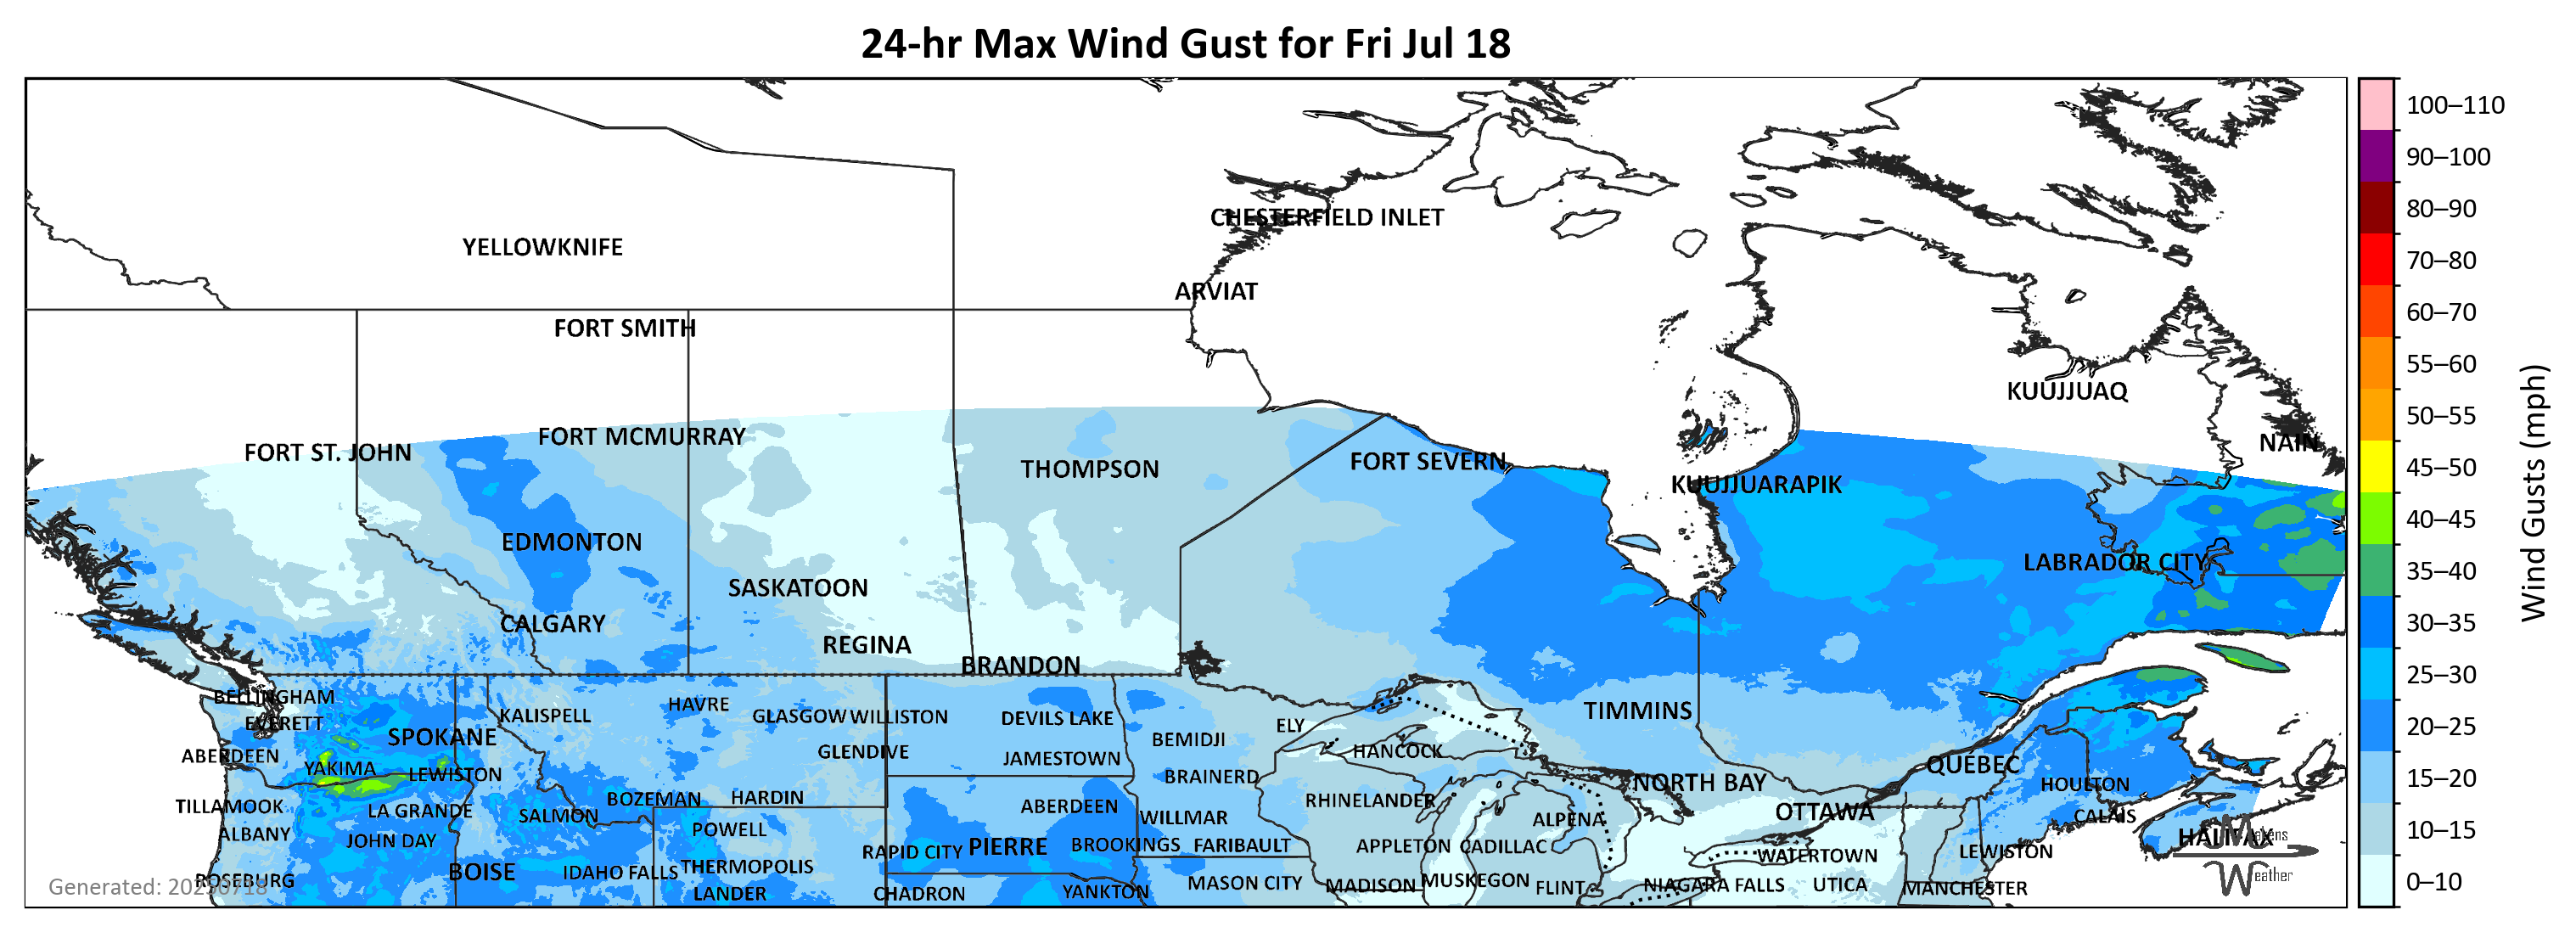 24-hr Max Wind Gust for Fri Jul 18
CHESTERFIELD INLET
YELLOWKNIFE
ARVIAT
FORT SMITH
KUUJJUAQ
FORT MCMURRAY
NAIN
FORT ST. JOHN
FORT SEVERN
THOMPSON
KUUJJUARAPIK
EDMONTON
LABRADOR CITY
SASKATOON
CALGARY
REGINA
BRANDON
BELLINGHAM
HAVRE
TIMMINS
KALISPELL
GLASGOW WILLISTON
DEVILS LAKE
EVERETT
ELY
SPOKANE
BEMIDJI
GLENDIVE
HANCOCK
ABERDEEN
JAMESTOWN
QUEBEC
YAKIMA
LEWISTON
BRAINERD
NORTH BAY
HOULTON
BOZEMAN
HARDIN
RHINELANDER
TILLAMOOK
ABERDEEN
LA GRANDE
OTTAWA
SALMON
WILLMAR
CALAIS
ALPENA
POWELL
ALBANY
HALIFAX
Makens
JOHN DAY
PIERRE
BROOKINGS
FARIBAULT
APPLETON
CADILLAC
RAPID CITY
LEWISTON
WATERTOWN
THERMOPOLIS
BOISE
IDAHO FALLS
Weather
ROSEBURG
MASON CITY
MADISON
MUSKEGON
NIAGARA FALLS
UTICA
FLINT
MANCHESTER
LANDER
CHADRON
YANKTON
Generated: 20250718
100–110
90–100
80–90
70–80
60–70
55–60
50–55
45–50
40–45
35–40
30–35
25–30
20–25
15–20
10–15
0–10
Wind Gusts (mph)